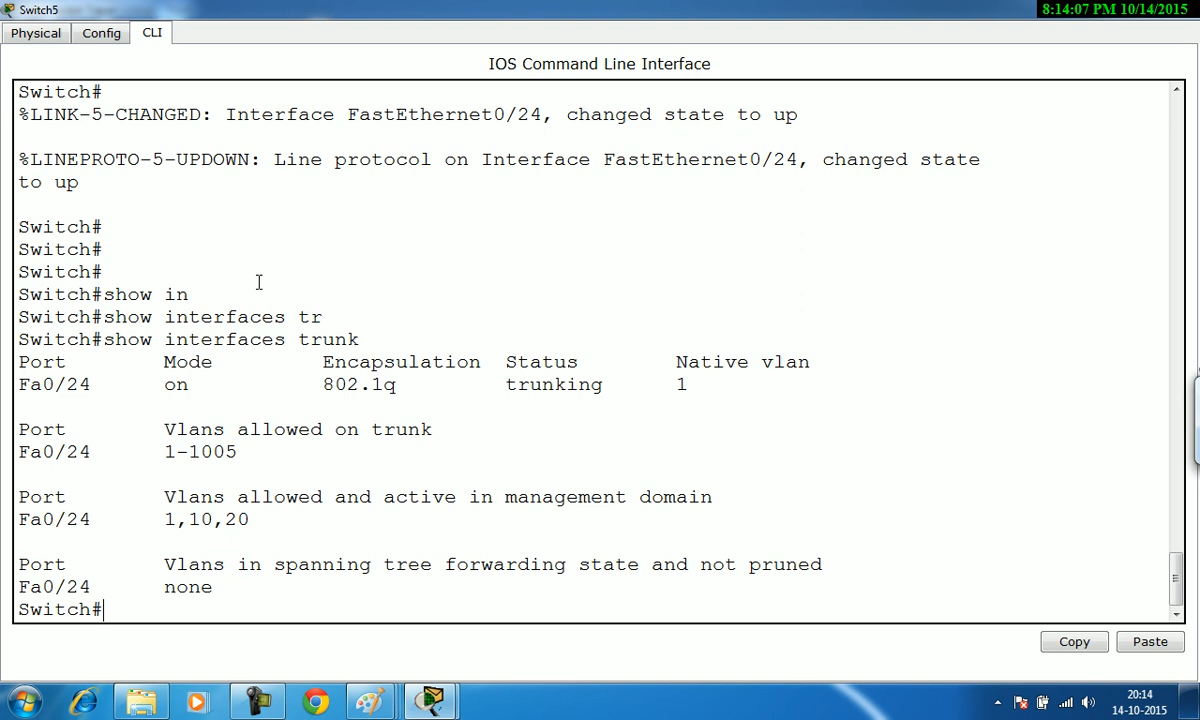 Switch5
8:14:07 PM 10/14/2015
Physical
Config
CLI
IOS Command Line Interface
Switch#
%LINK-5-CHANGED: Interface FastEthernet0/24, changed state to up
%LINEPROTO-5-UPDOWN: Line protocol on Interface FastEthernet0/24, changed state
to up
Switch#
Switch#
Switch#
Switch#show in
Switch#show interfaces tr
Switch#show interfaces trunk
Port Mode Encapsulation Status Native vlan
Fa0/24 on 802.1q trunking 1
Port Vlans allowed on trunk
Fa0/24 1-1005
Port Vlans allowed and active in management domain
Fa0/24 1,10,20
Port Vlans in spanning tree forwarding state and not pruned
Fa0/24 none
Switch#
Copy
Paste
20:14
14-10-2015